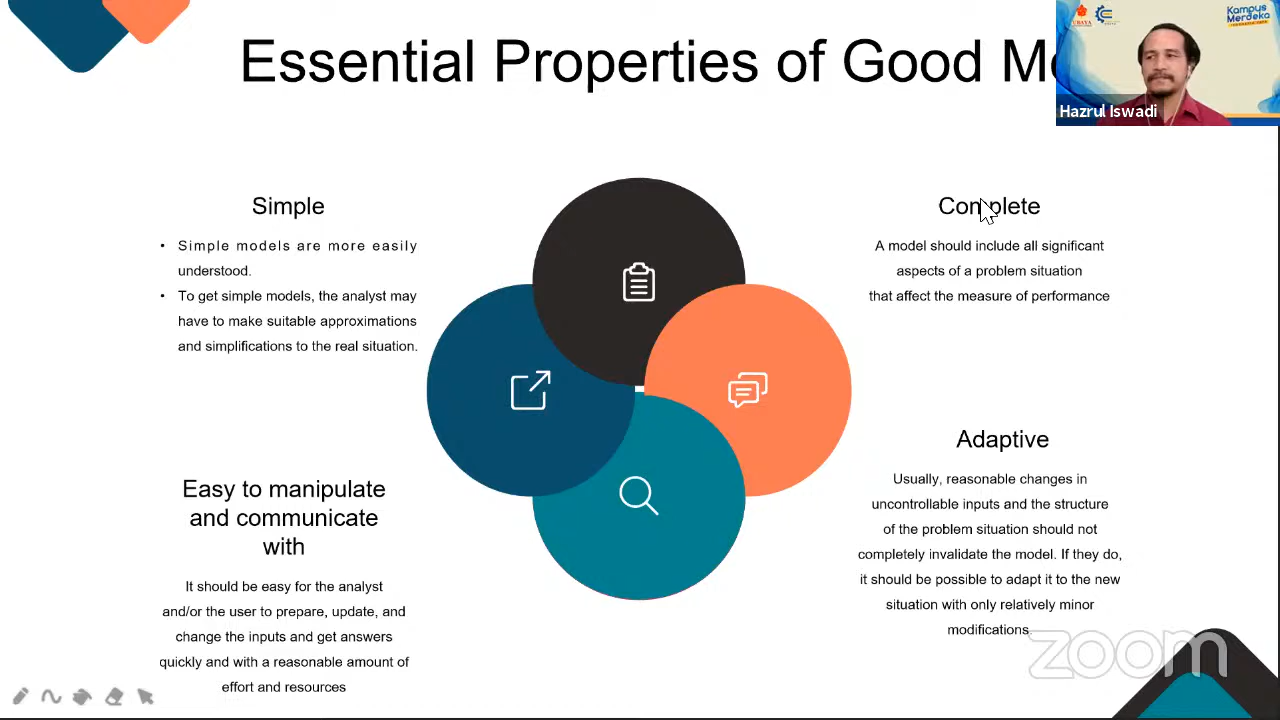 Essential Properties of Good
UBAYA
Kampus
Merdeka
Hazrul Iswadi
Simple
• Simple models are more easily
understood.
• To get simple models, the analyst may
have to make suitable approximations
and simplifications to the real situation.
Complete
A model should include all significant
aspects of a problem situation
that affect the measure of performance
Easy to manipulate
and communicate
with
It should be easy for the analyst
and/or the user to prepare, update, and
change the inputs and get answers
quickly and with a reasonable amount of
effort and resources
Adaptive
Usually, reasonable changes in
uncontrollable inputs and the structure
of the problem situation should not
completely invalidate the model. If they do,
it should be possible to adapt it to the new
situation with only relatively minor
modifications.
zoom